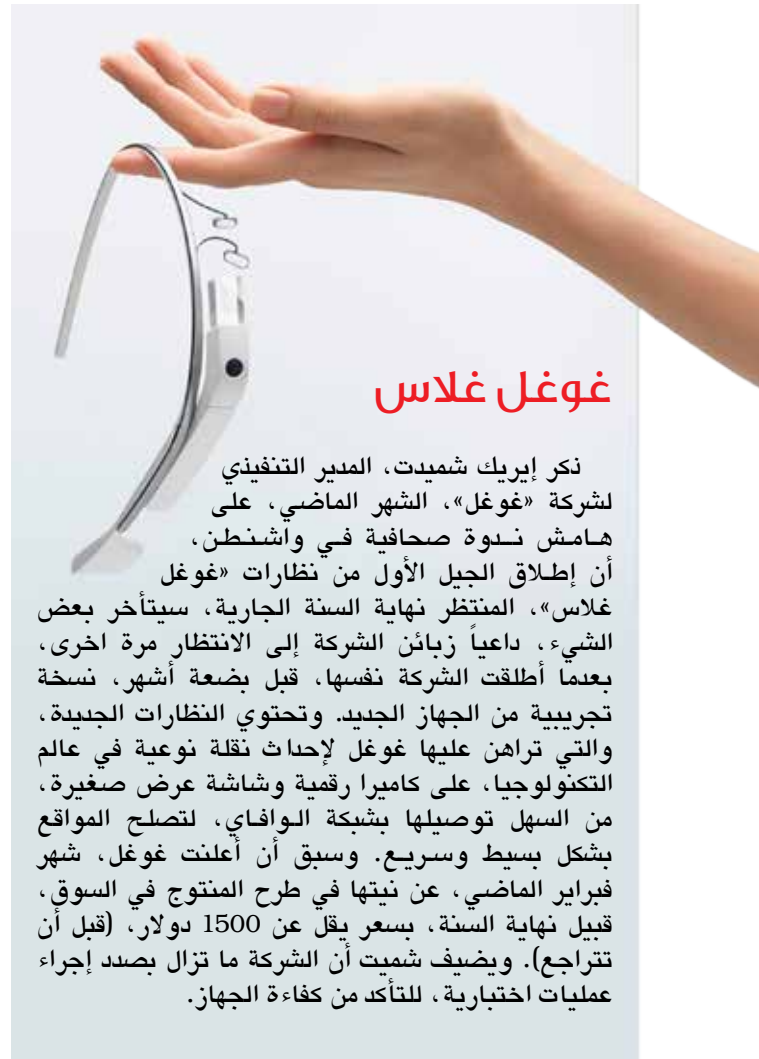 غوغل غلاس
ذكر إيريك شميدت، المدير التنفيذي
لشركة «غوغل»، الشهر الماضي، على
هامش ندوة صحافية في واشنطن،
أن إطلاق الجيل الأول من نظارات «غوغل
غلاس»، المنتظر نهاية السنة الجارية، سيتأخر بعض
الشيء، داعياً زبائن الشركة إلى الانتظار مرة اخرى،
بعدما أطلقت الشركة نفسها، قبل بضعة أشهر، نسخة
تجريبية من الجهاز الجديد. وتحتوي النظارات الجديدة،
والتي تراهن عليها غوغل لإحداث نقلة نوعية في عالم
التكنولوجيا، على كاميرا رقمية وشاشة عرض صغيرة،
من السهل توصيلها بشبكة الوافاي، لتصلح المواقع
بشكل بسيط وسريع. وسبق أن أعلنت غوغل، شهر
فبراير الماضي، عن نيتها في طرح المنتوج في السوق،
قبيل نهاية السنة، بسعر يقل عن 1500 دولار، (قبل أن
تتراجع). ويضيف شميت أن الشركة ما تزال بصدد إجراء
عمليات اختبارية، للتأكد من كفاءة الجهاز.